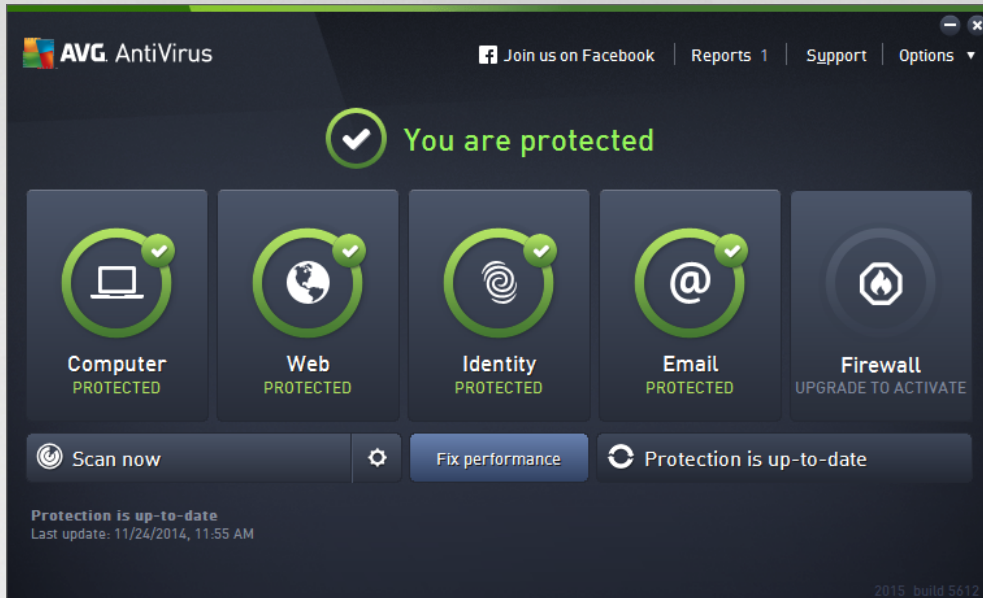 AVG AntiVirus
Join us on Facebook Reports 1 Support Options
You are protected
Computer
PROTECTED
Web
PROTECTED
Identity
PROTECTED
Email
PROTECTED
Firewall
UPGRADE TO ACTIVATE
Scan now
Fix performance
Protection is up-to-date
Protection is up-to-date
Last update: 11/24/2014, 11:55 AM
2015 build 5612